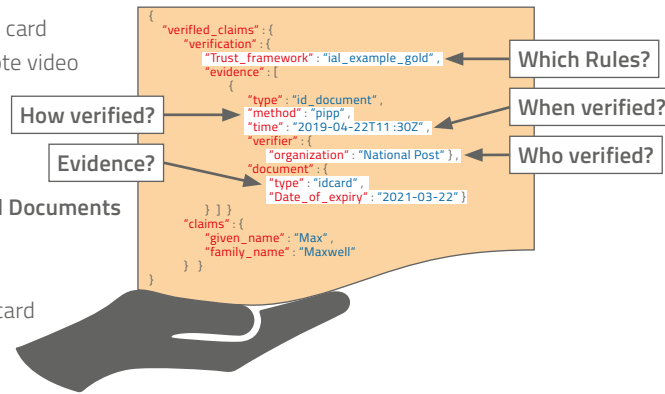 card
te video
l Documents
card
{
"verifled_claims" : {
"verification" : {
"Trust_framework" : "ial_example_gold" ,
"evidence" : [
{
"type" : "id_document" ,
"method" : "pipp" ,
"time" : "2019-04-22T11 :30Z" ,
"verifier" : {
"organization" : "National Post" } ,
"document" : {
"type" : "idcard" ,
"Date_of_expiry" : "2021-03-22" }
} ] }
"claims" : {
"given_name" : "Max" ,
"family_name" : "Maxwell"
} }
}
How verified?
Evidence?
Which Rules?
When verified?
Who verified?